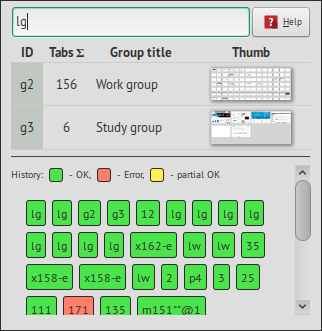 lg
? Help
ID Tabs Σ Group title Thumb
g2 156 Work group
g3 6 Study group
History: - OK, - Error, - partial OK
lg lg g2 g3 12 lg lg lg lg
lg lg lg lg x162-e lw lw 35
x158-e x158-e lw 2 p4 3 25
111 171 135 m151**@1